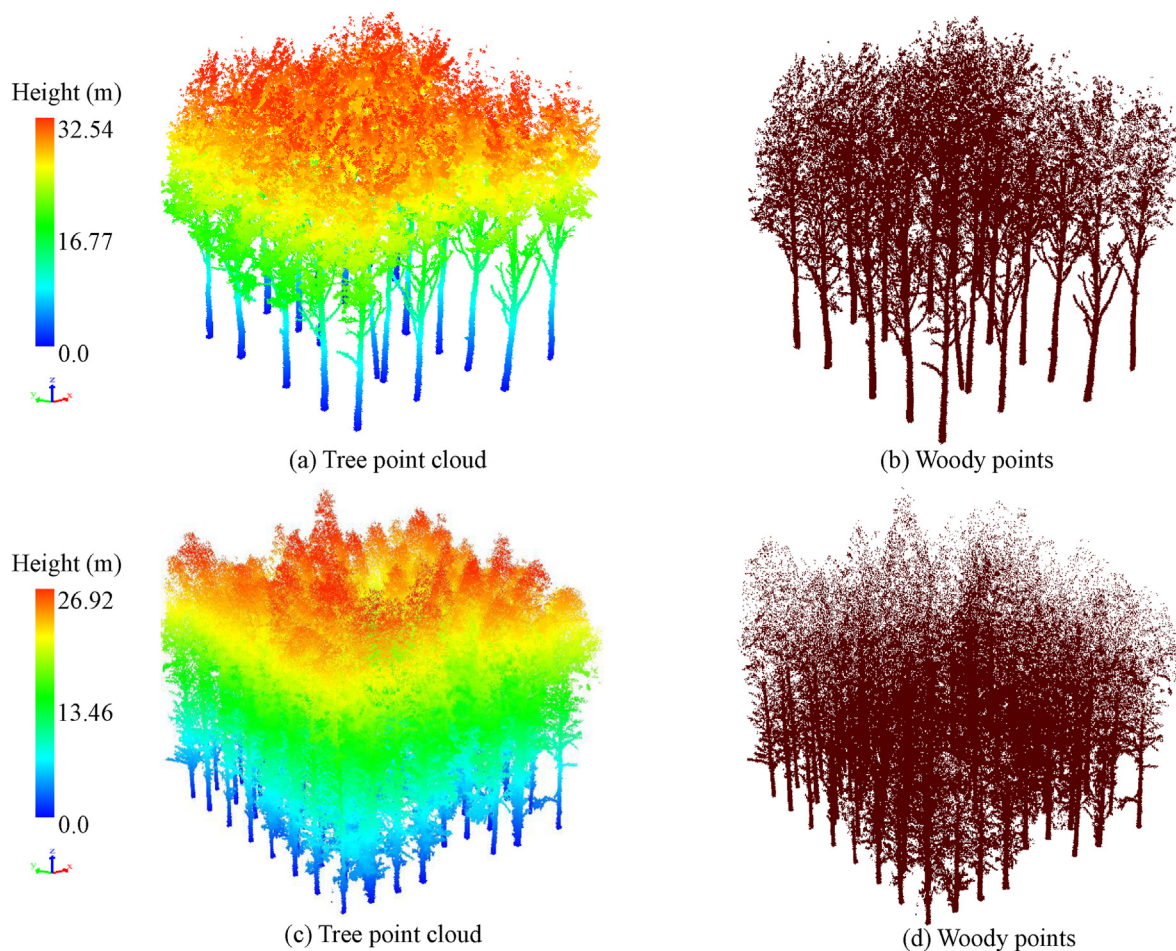 Height (m)
32.54
16.77
0.0
z
Y
x
(a) Tree point cloud
(b) Woody points
Height (m)
26.92
13.46
0.0
z
Y
x
(c) Tree point cloud
(d) Woody points